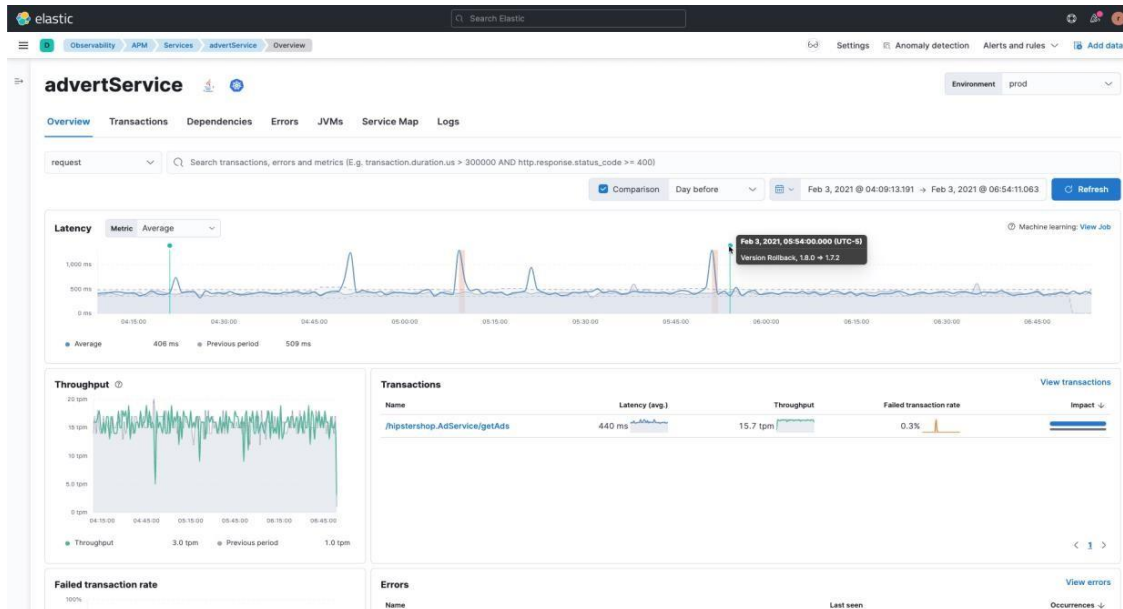 elastic
Search Elastic
D Observability APM Services advertService Overview
Settings Anomaly detection Alerts and rules Add data
advertService
Environment prod
Overview Transactions Dependencies Errors JVMs Service Map Logs
request
Search transactions, errors and metrics (E.g. transaction.duration.us > 300000 AND http.response.status_code >= 400)
Comparison Day before Feb 3, 2021 @ 04:09:13.191 → Feb 3, 2021 @ 06:54:11.063 Refresh
Latency Metric Average
Machine learning: View Job
Feb 3, 2021, 05:54:00.000 (UTC-5)
Version Rollback, 1.8.0 → 1.7.2
1,000 ms
500 ms
0 ms
04:15:00 04:30:00 04:45:00 05:00:00 05:15:00 05:30:00 05:45:00 06:00:00 06:15:00 06:30:00 06:45:00
Average 406 ms Previous period 509 ms
Throughput
20 tpm
15 tpm
10 tpm
5.0 tpm
0 tpm
04:15:00 04:45:00 05:15:00 05:45:00 06:15:00 06:45:00
Throughput 3.0 tpm Previous period 1.0 tpm
Transactions
View transactions
Name Latency (avg.) Throughput Failed transaction rate Impact
/hipstershop.AdService/getAds 440 ms 15.7 tpm 0.3%
< 1 >
Failed transaction rate
100%
Errors
View errors
Name Last seen Occurrences